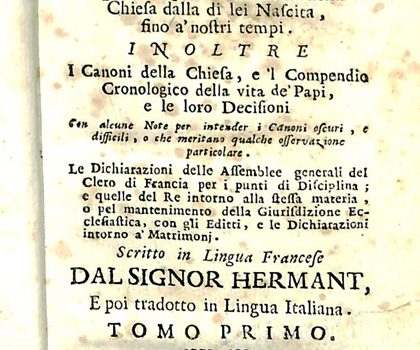 Chiesa dalla di lei Nascita,
fino a' nostri tempi.
INOLTRE
I Canoni della Chiesa, e 'l Compendio
Cronologico della vita de' Papi,
e le loro Decisioni
Con alcune Note per intender i Canoni oscuri, e
difficili, o che meritano qualche osservazione
particolare.
Le Dichiarazioni delle Assemblee generali del
Clero di Francia per i punti di Disciplina;
e quelle del Re intorno alla stessa materia,
o pel mantenimento della Giurisdizione Ec-
clesiastica, con gli Editti, e le Dichiarazioni
intorno a' Matrimonj.
Scritto in Lingua Francese
DAL SIGNOR HERMANT,
E poi tradotto in Lingua Italiana.
TOMO PRIMO.